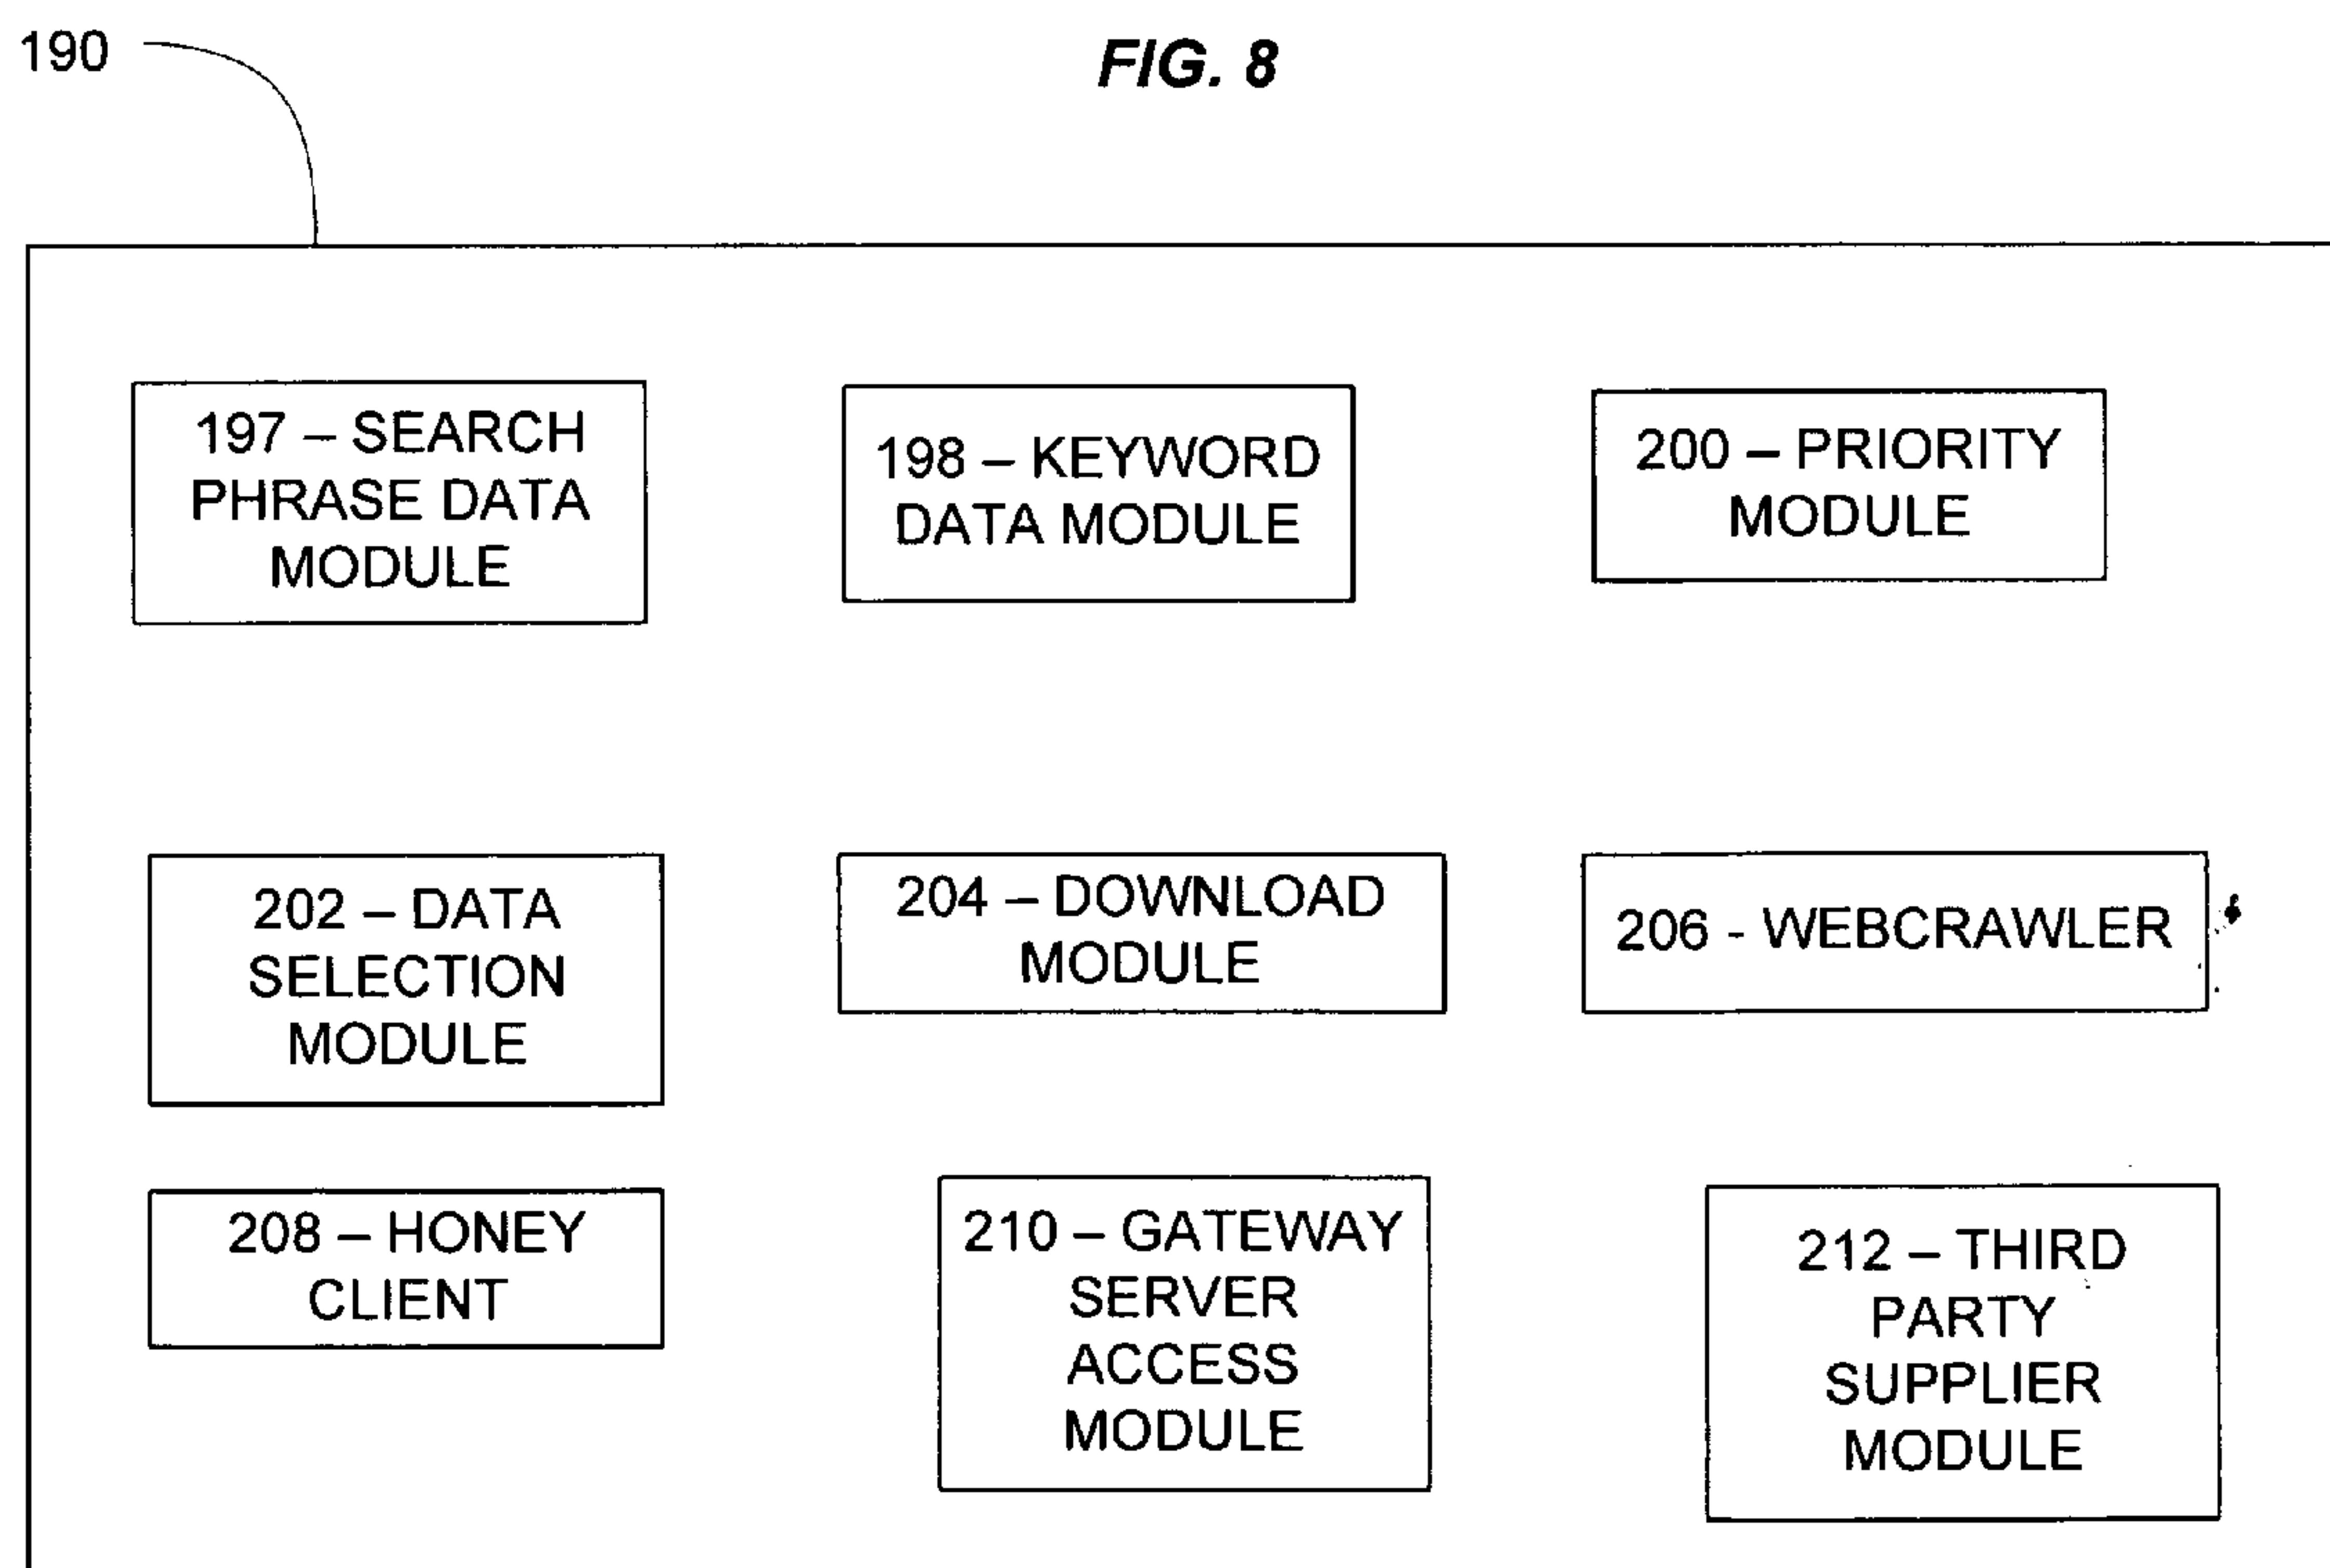 190
FIG. 8
197 – SEARCH
PHRASE DATA
MODULE
198 – KEYWORD
DATA MODULE
200 – PRIORITY
MODULE
202 – DATA
SELECTION
MODULE
204 – DOWNLOAD
MODULE
206 - WEBCRAWLER
208 – HONEY
CLIENT
210 – GATEWAY
SERVER
ACCESS
MODULE
212 – THIRD
PARTY
SUPPLIER
MODULE